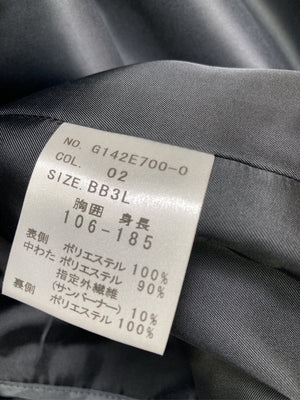 NO. G142E700-0
COL. 02
SIZE. BB3L
胸囲 身長
106-185
表側 ポリエステル 100%
中わた ポリエステル 90%
指定外繊維
(サンバーナー) 10%
裏側 ポリエステル
100%